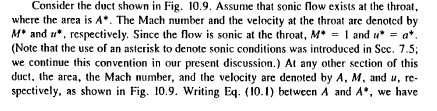 Consider the duct shown in Fig. 10.9. Assume that sonic flow exists at the throat,
where the area is A*. The Mach number and the velocity at the throat are denoted by
M* and u*, respectively. Since the flow is sonic at the throat, M* = 1 and u* = a*.
(Note that the use of an asterisk to denote sonic conditions was introduced in Sec. 7.5;
we continue this convention in our present discussion.) At any other section of this
duct, the area, the Mach number, and the velocity are denoted by A, M, and u, re-
spectively, as shown in Fig. 10.9. Writing Eq. (10.1) between A and A*, we have